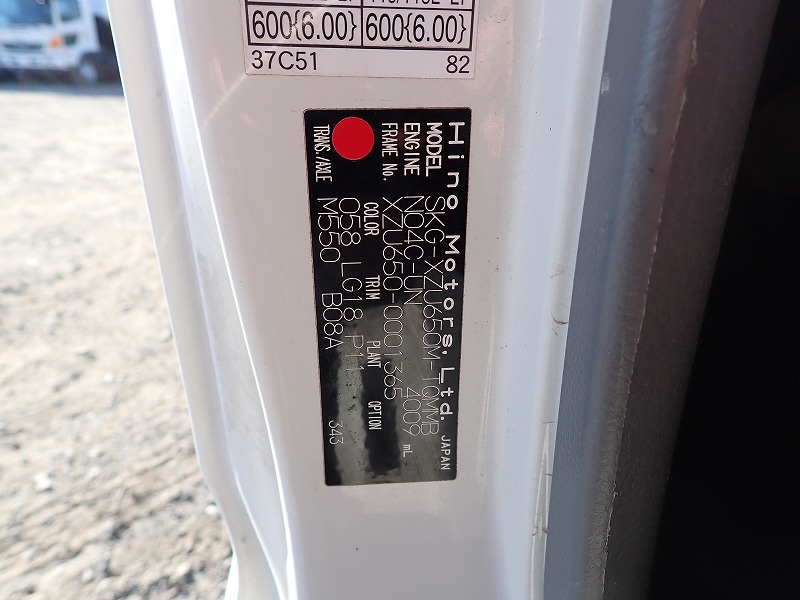 600{6.00} 600{6.00}
37C51 82
Hino Motors, Ltd. JAPAN
MODEL SKG-XZU650M-TQMMB
ENGINE N04C-UN 4009 mL
FRAME No. XZU650-0001365
COLOR TRIM PLANT OPTION
058 LG18 P11
TRANS./AXLE M550 B08A 343